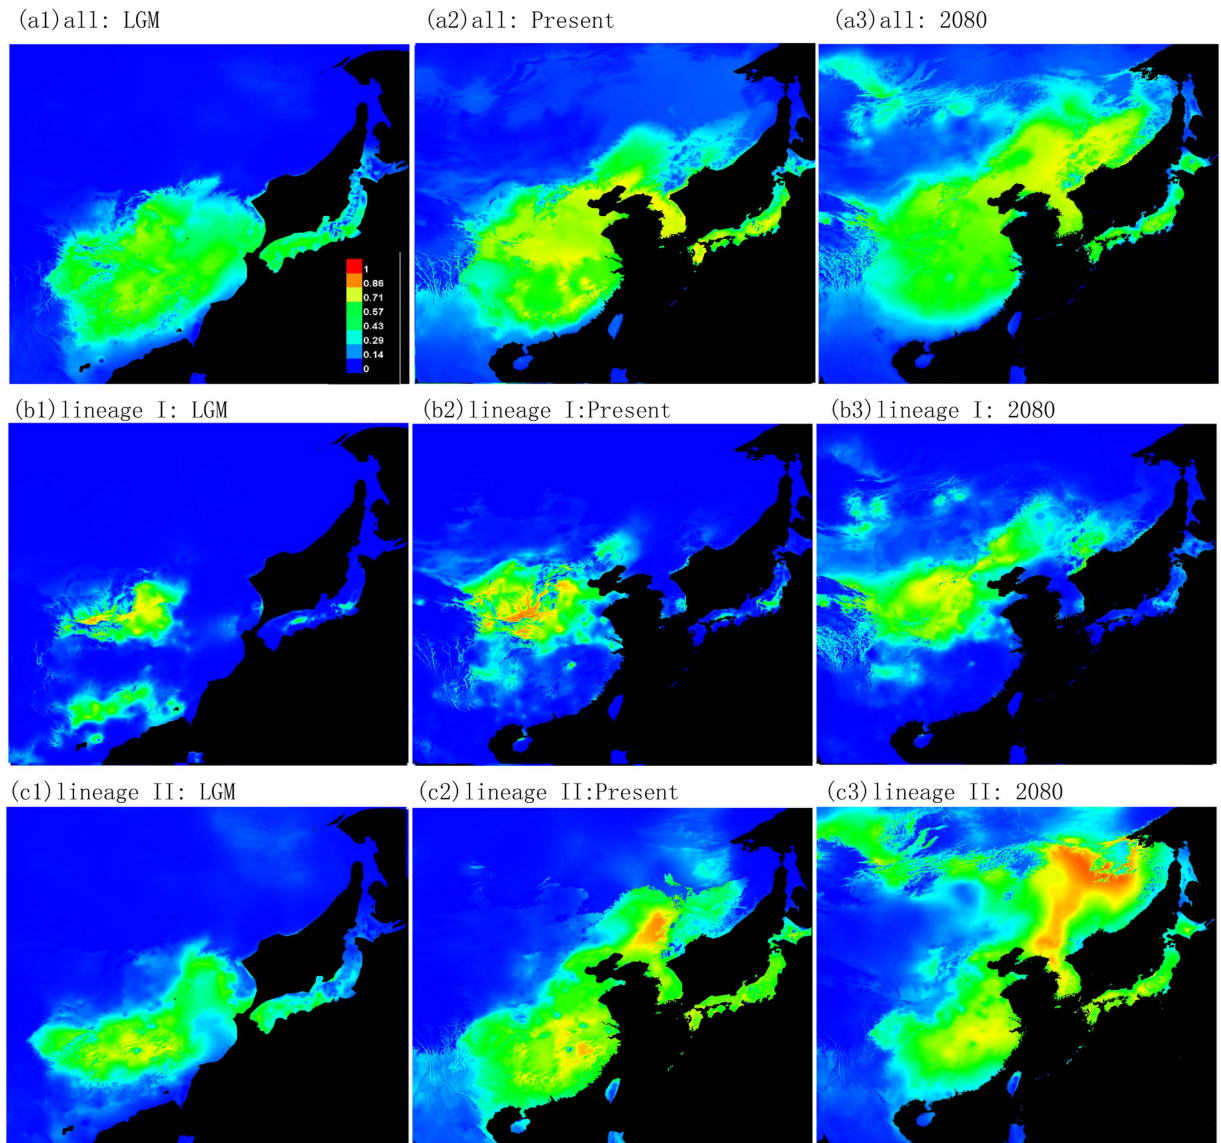 (a1)all: LGM
(a2)all: Present
(a3)all: 2080
1
0.86
0.71
0.57
0.43
0.29
0.14
0
(b1)lineage I: LGM
(b2)lineage I:Present
(b3)lineage I: 2080
(c1)lineage II: LGM
(c2)lineage II:Present
(c3)lineage II: 2080